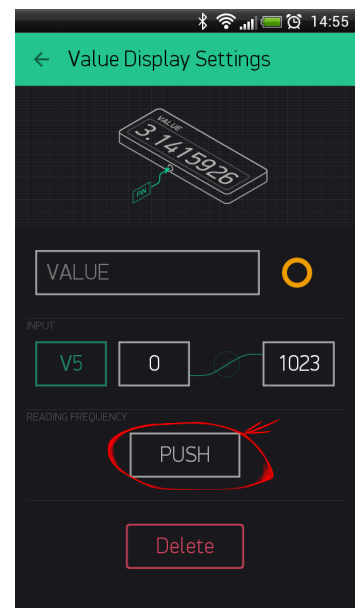 14:55
Value Display Settings
VALUE
3.1415926
PIN
VALUE
INPUT
V5 0 1023
READING FREQUENCY
PUSH
Delete